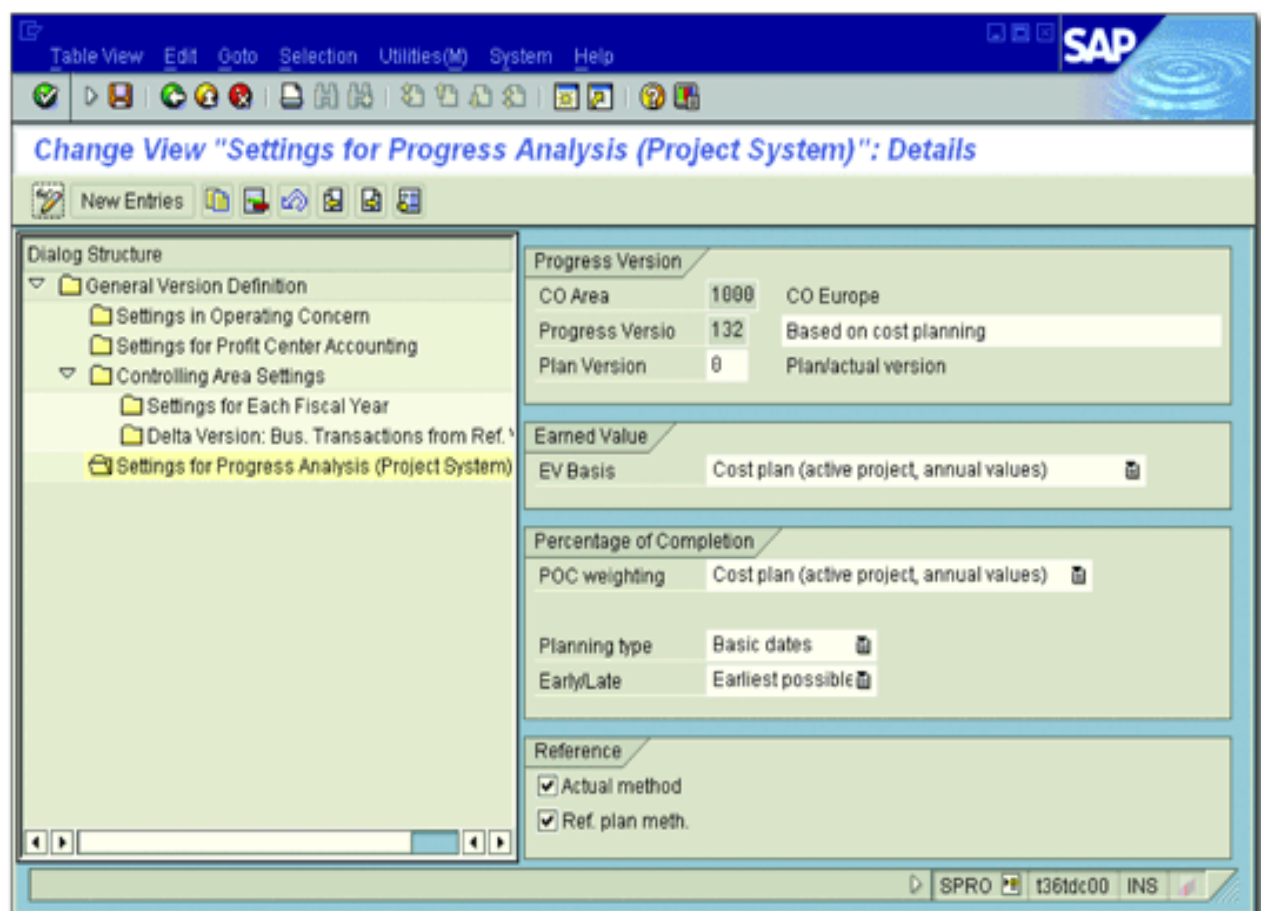 Table View Edit Goto Selection Utilities(M) System Help
SAP
Change View "Settings for Progress Analysis (Project System)": Details
New Entries
Dialog Structure
General Version Definition
Settings in Operating Concern
Settings for Profit Center Accounting
Controlling Area Settings
Settings for Each Fiscal Year
Delta Version: Bus. Transactions from Ref.
Settings for Progress Analysis (Project System)
Progress Version
CO Area 1000 CO Europe
Progress Versio 132 Based on cost planning
Plan Version 0 Plan/actual version
Earned Value
EV Basis Cost plan (active project, annual values)
Percentage of Completion
POC weighting Cost plan (active project, annual values)
Planning type Basic dates
Early/Late Earliest possible
Reference
Actual method
Ref. plan meth.
SPRO t36tdc00 INS